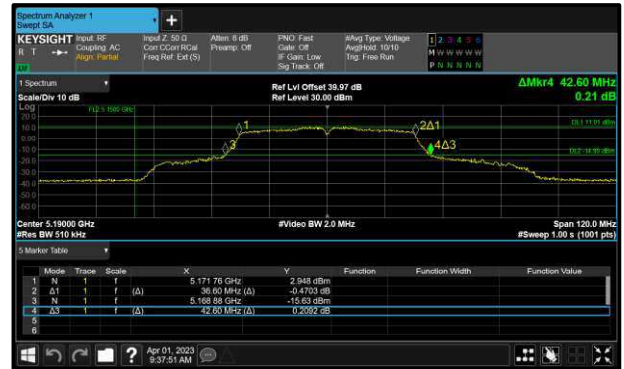 Spectrum Analyzer 1
Swept SA
+
KEYSIGHT Input: RF Input Z: 50 Ω Atten: 6 dB PNO: Fast #Avg Type: Voltage 1 2 3 4 5 6
R T Coupling: AC Corr CCorr RCal Preamp: Off Gate: Off Avg|Hold: 10/10 M W W W W W
Align: Partial Freq Ref: Ext (S) IF Gain: Low Trig: Free Run
Sig Track: Off P N N N N N
1 Spectrum Ref Lvl Offset 39.97 dB ΔMkr4 42.60 MHz
Scale/Div 10 dB Ref Level 30.00 dBm 0.21 dB
Log
20.0
10.0 1 2Δ1 DL1 11.01 dBm
0.00
-10.0 3 4Δ3
-20.0
-30.0
-40.0
-50.0
-60.0
Center 5.19000 GHz #Video BW 2.0 MHz Span 120.0 MHz
#Res BW 510 kHz #Sweep 1.00 s (1001 pts)
5 Marker Table
Mode Trace Scale X Y Function Function Width Function Value
1 N 1 f 5.171 76 GHz 2.948 dBm
2 Δ1 1 f (Δ) 36.60 MHz (Δ) -0.4703 dB
3 N 1 f 5.168 88 GHz -15.63 dBm
4 Δ3 1 f (Δ) 42.60 MHz (Δ) 0.2092 dB
5
6
? Apr 01, 2023
9:37:51 AM